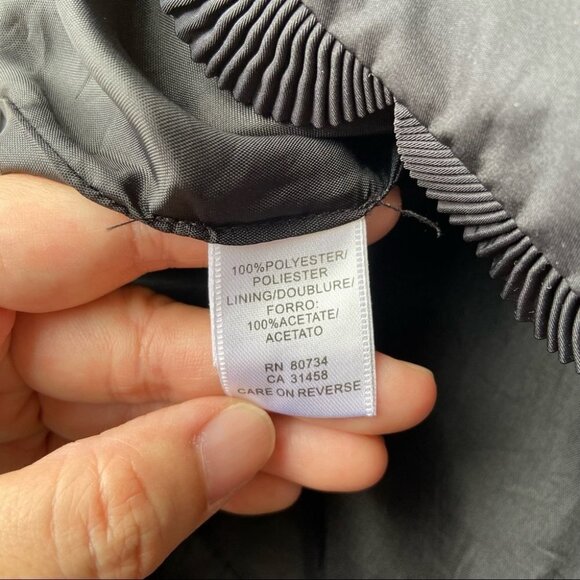 100%POLYESTER/
POLIESTER
LINING/DOUBLURE/
FORRO:
100%ACETATE/
ACETATO
RN 80734
CA 31458
CARE ON REVERSE